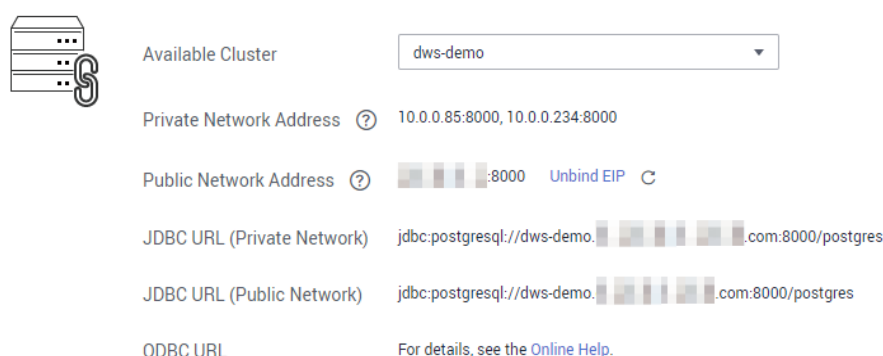 Available Cluster dws-demo
Private Network Address ? 10.0.0.85:8000, 10.0.0.234:8000
Public Network Address ? :8000 Unbind EIP
JDBC URL (Private Network) jdbc:postgresql://dws-demo. .com:8000/postgres
JDBC URL (Public Network) jdbc:postgresql://dws-demo. .com:8000/postgres
ODBC URL For details, see the Online Help.